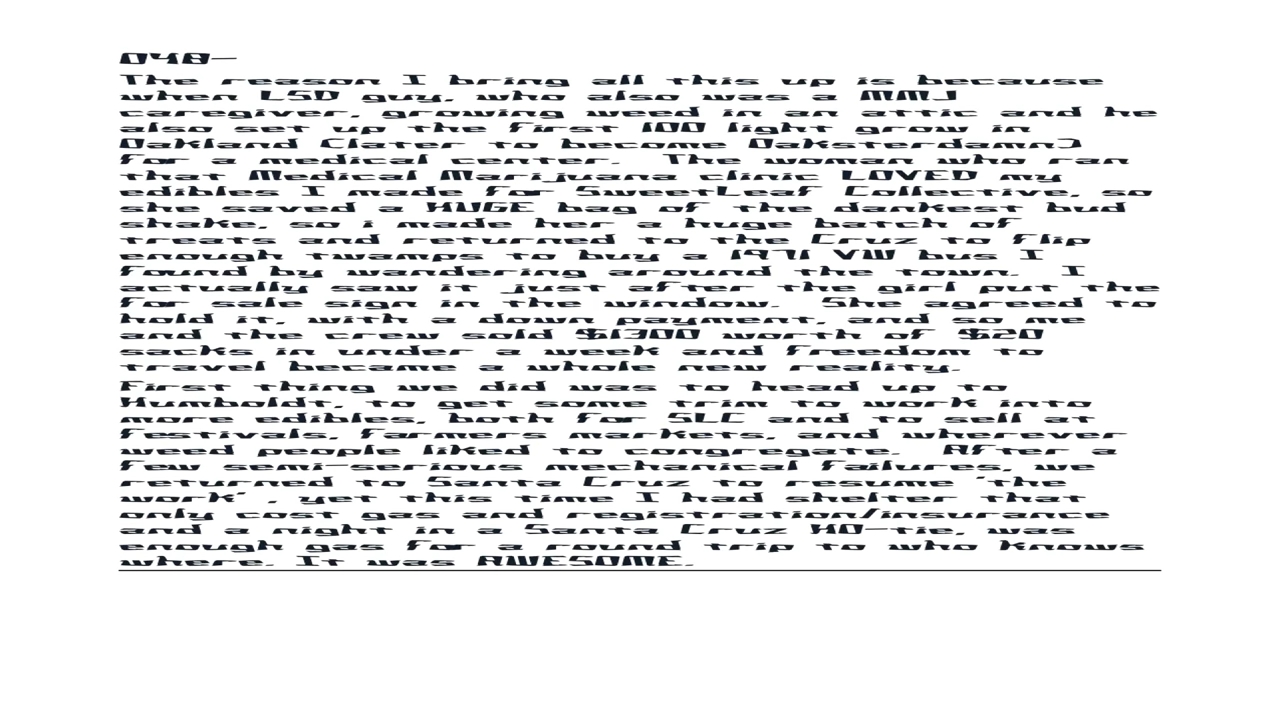 048-
The reason I bring all this up is because
when LSD guy, who also was a MMJ
caregiver, growing weed in an attic and he
also set up the first 100 light grow in
Oakland (later to become Oaksterdamn)
for a medical center.  The woman who ran
that Medical Marijuana clinic LOVED my
edibles I made for SweetLeaf Collective, so
she saved a HUGE bag of the dankest bud
shake, so i made her a huge batch of
treats and returned to the Cruz to flip
enough twamps to buy a 1971 VW bus I
found by wandering around the town.  I
actually saw it just after the girl put the
for sale sign in the window.  She agreed to
hold it, with a down payment, and so me
and the crew sold $1300 worth of $20
sacks in under a week and freedom to
travel became a whole new reality.
First thing we did was to head up to
Humboldt, to get some trim to work into
more edibles, both for SLC and to sell at
festivals, farmers markets, and wherever
weed people liked to congregate.  After a
few semi-serious mechanical failures, we
returned to Santa Cruz to resume 'the
work' , yet this time I had shelter that
only cost gas and registration/insurance
and a night in a Santa Cruz HO-tie, was
enough gas for a round trip to who knows
where. It was AWESOME.